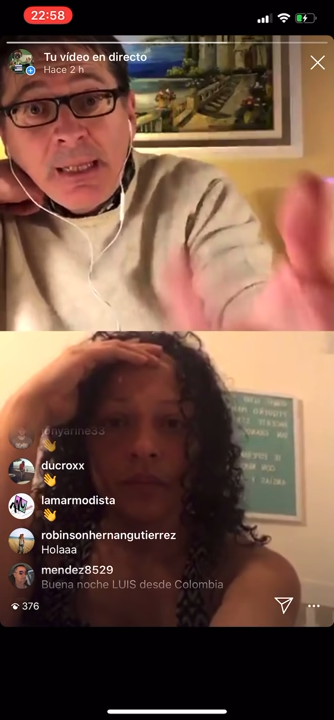 22:58
Tu vídeo en directo
Hace 2 h
ducroxx
lamarmodista
robinsonhernangutierrez
Holaaa
mendez8529
Buena noche LUIS desde Colombia
376